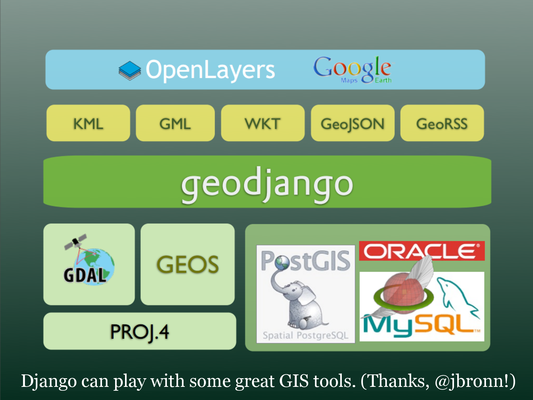 OpenLayers
Google
Maps Earth
KML GML WKT GeoJSON GeoRSS
geodjango
GDAL
GEOS
PROJ.4
PostGIS
Spatial PostgreSQL
ORACLE
MySQL
Django can play with some great GIS tools. (Thanks, @jbronn!)